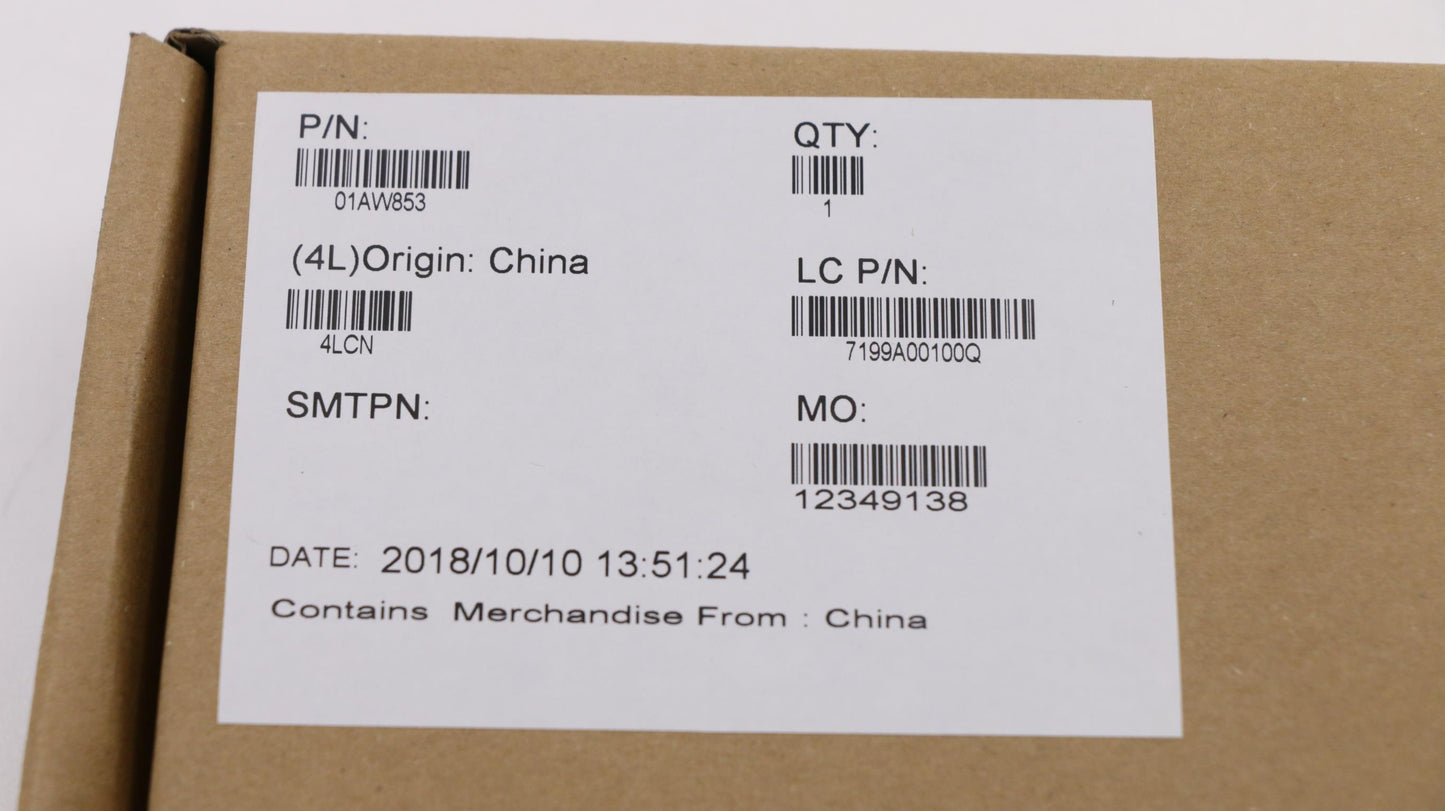 P/N:
01AW853
QTY:
1
(4L)Origin: China
4LCN
LC P/N:
7199A00100Q
SMTPN:
MO:
12349138
DATE: 2018/10/10 13:51:24
Contains Merchandise From : China